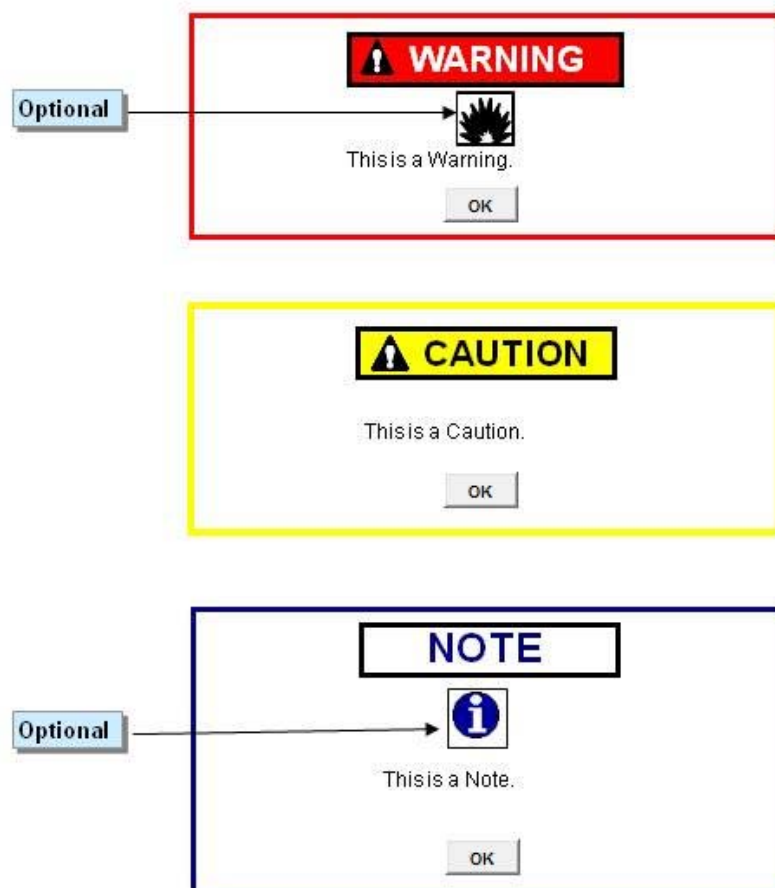 WARNING
Optional
This is a Warning.
OK
CAUTION
This is a Caution.
OK
NOTE
Optional
This is a Note.
OK